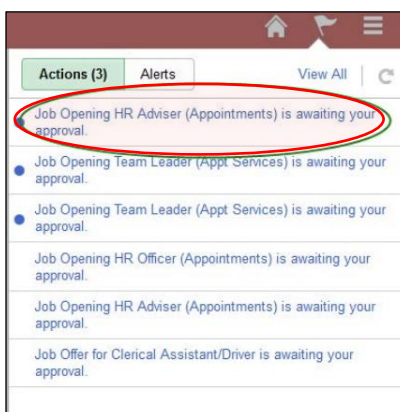 Actions (3) Alerts View All
Job Opening HR Adviser (Appointments) is awaiting your
approval.
Job Opening Team Leader (Appt Services) is awaiting your
approval.
Job Opening Team Leader (Appt Services) is awaiting your
approval.
Job Opening HR Officer (Appointments) is awaiting your
approval.
Job Opening HR Adviser (Appointments) is awaiting your
approval.
Job Offer for Clerical Assistant/Driver is awaiting your
approval.